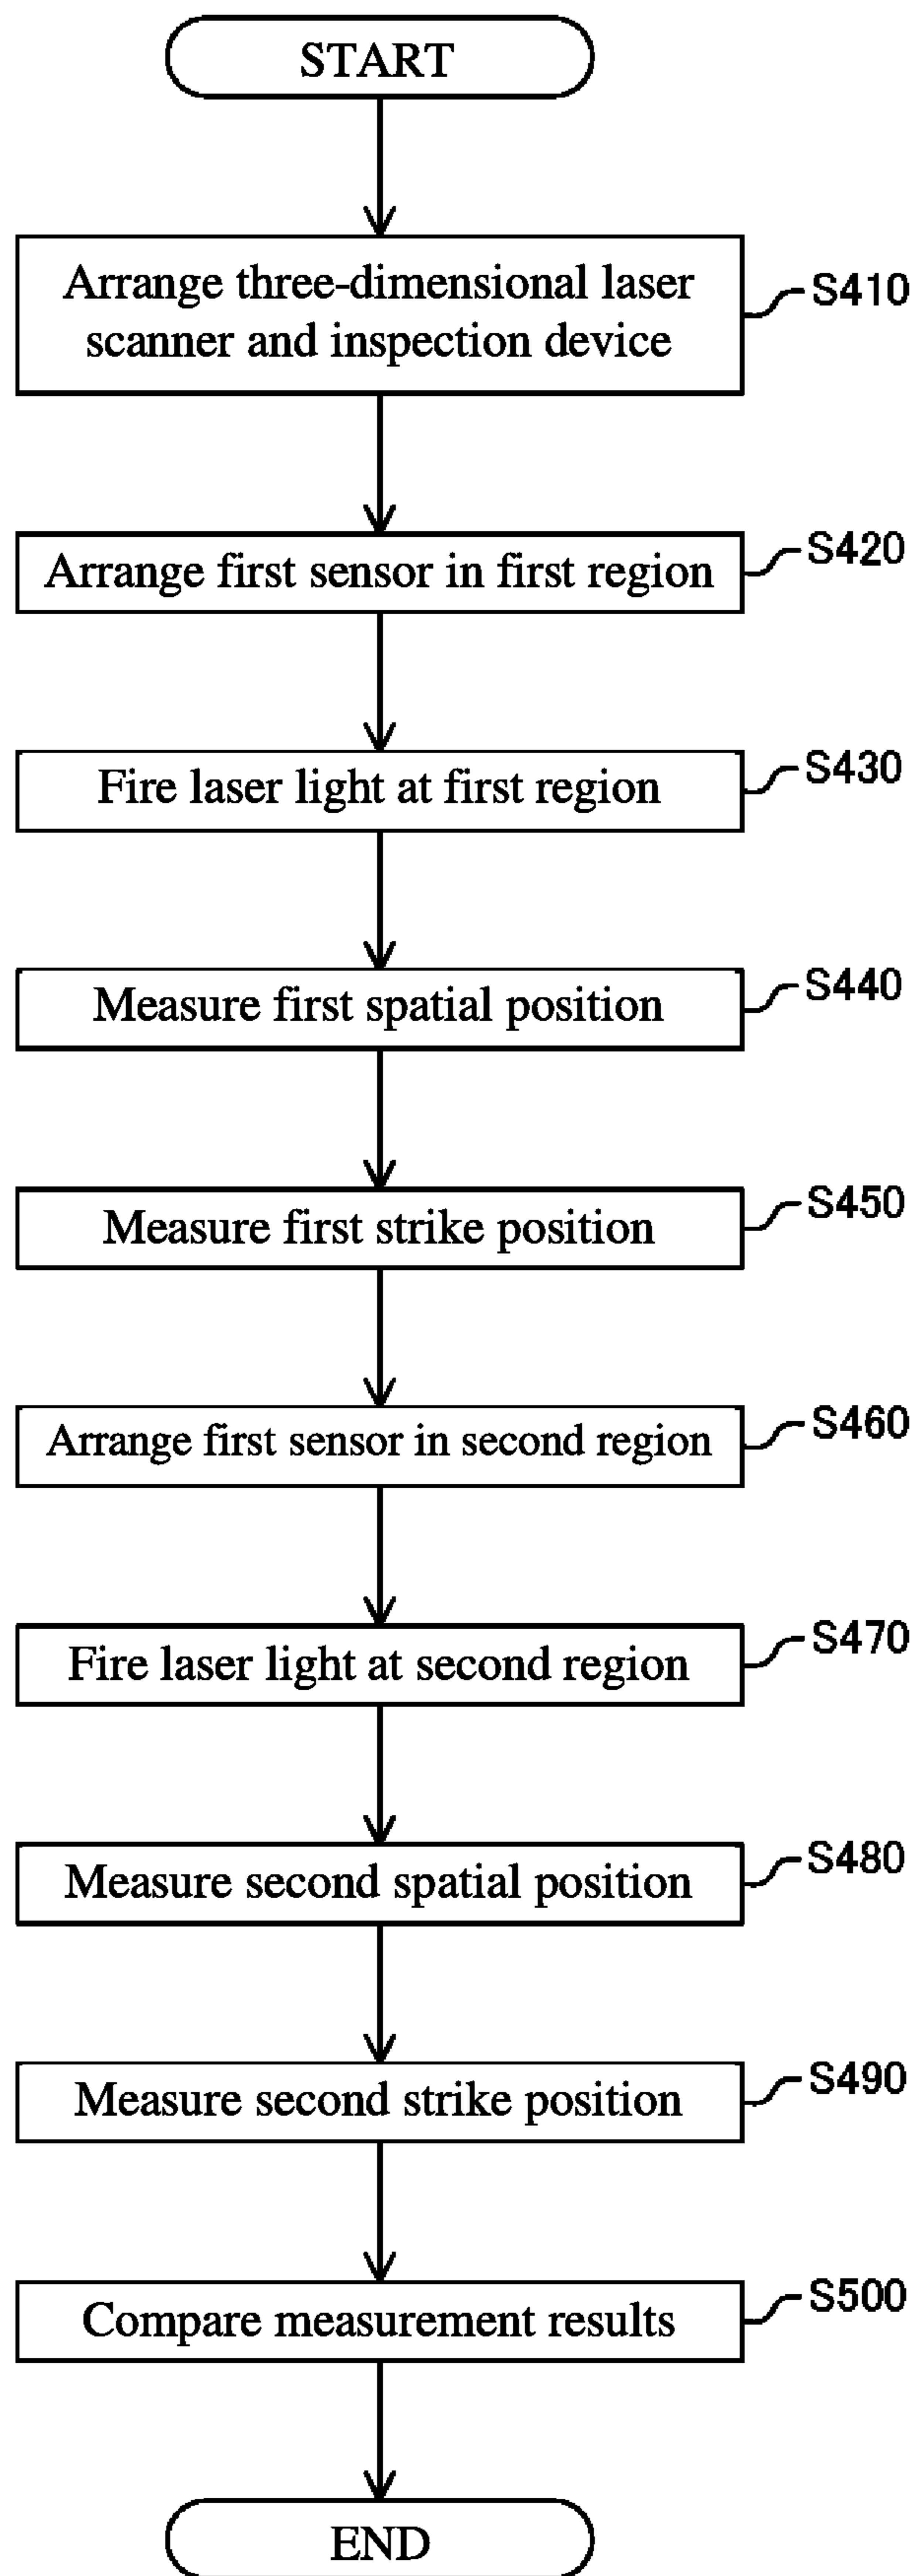 START
Arrange three-dimensional laser
scanner and inspection device
S410
Arrange first sensor in first region
S420
Fire laser light at first region
S430
Measure first spatial position
S440
Measure first strike position
S450
Arrange first sensor in second region
S460
Fire laser light at second region
S470
Measure second spatial position
S480
Measure second strike position
S490
Compare measurement results
S500
END